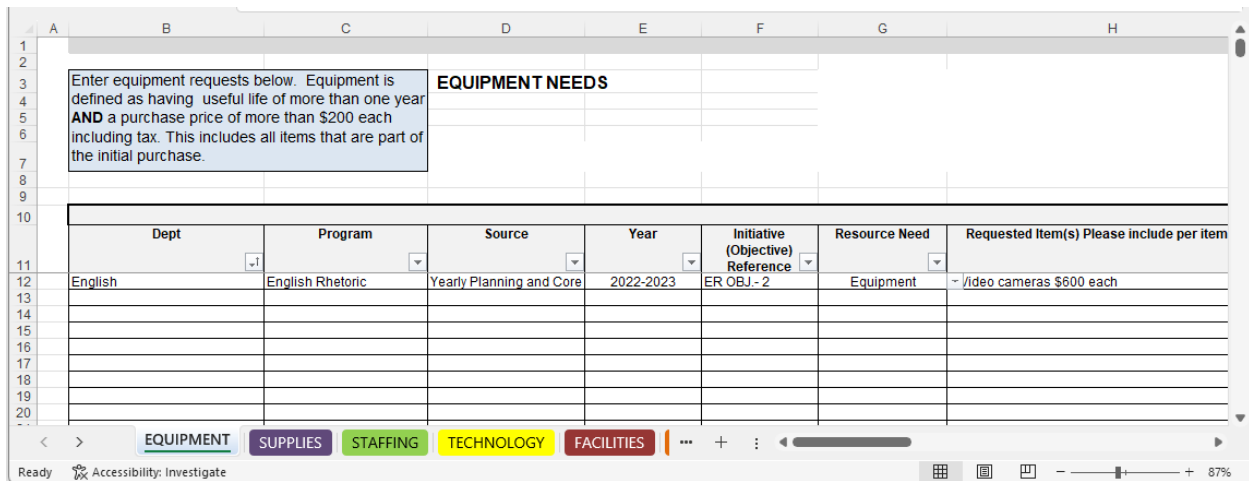 A B C D E F G H
1
2
3
4
5
6
7
8
9
10
11
12
13
14
15
16
17
18
19
20
Enter equipment requests below. Equipment is
defined as having useful life of more than one year
AND a purchase price of more than $200 each
including tax. This includes all items that are part of
the initial purchase.
EQUIPMENT NEEDS
Dept Program Source Year Initiative (Objective) Reference Resource Need Requested Item(s) Please include per item
English English Rhetoric Yearly Planning and Core 2022-2023 ER OBJ.- 2 Equipment /ideo cameras $600 each
EQUIPMENT SUPPLIES STAFFING TECHNOLOGY FACILITIES
Ready Accessibility: Investigate 87%